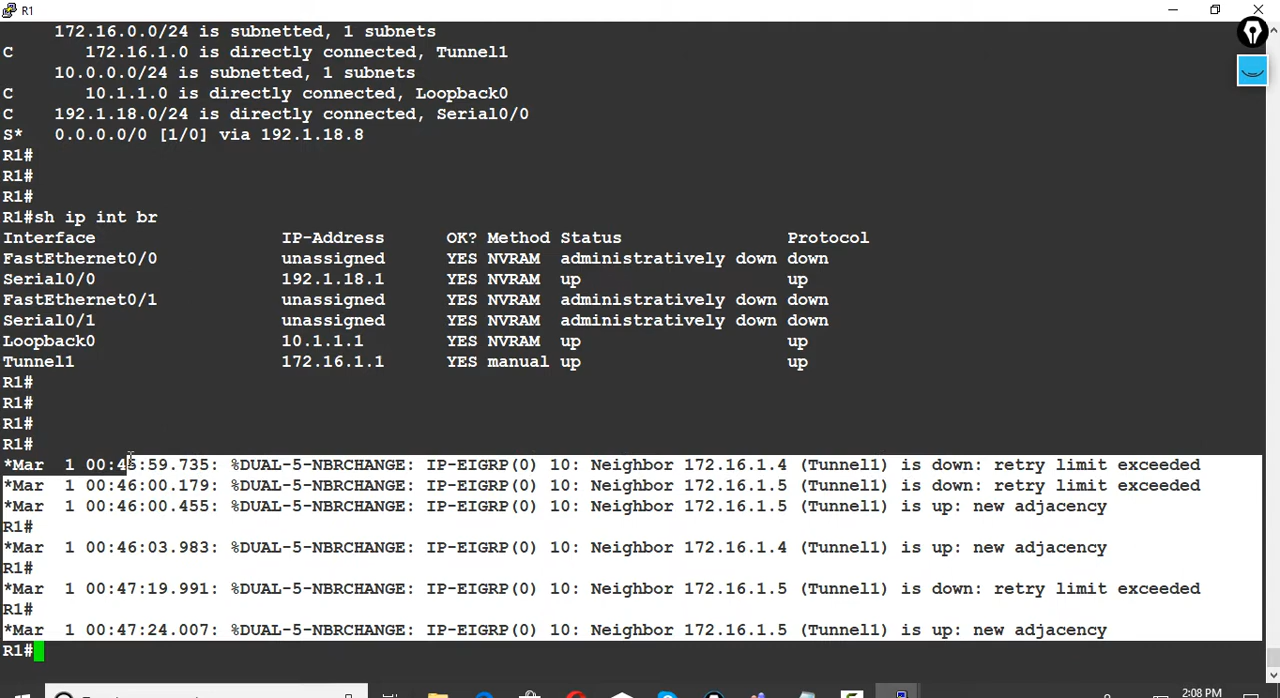 R1
172.16.0.0/24 is subnetted, 1 subnets
C       172.16.1.0 is directly connected, Tunnel1
     10.0.0.0/24 is subnetted, 1 subnets
C       10.1.1.0 is directly connected, Loopback0
C    192.1.18.0/24 is directly connected, Serial0/0
S*   0.0.0.0/0 [1/0] via 192.1.18.8
R1#
R1#
R1#
R1#sh ip int br
Interface                  IP-Address      OK? Method Status                Protocol
FastEthernet0/0            unassigned      YES NVRAM  administratively down down
Serial0/0                  192.1.18.1      YES NVRAM  up                    up
FastEthernet0/1            unassigned      YES NVRAM  administratively down down
Serial0/1                  unassigned      YES NVRAM  administratively down down
Loopback0                  10.1.1.1        YES NVRAM  up                    up
Tunnel1                    172.16.1.1      YES manual up                    up
R1#
R1#
R1#
R1#
*Mar  1 00:45:59.735: %DUAL-5-NBRCHANGE: IP-EIGRP(0) 10: Neighbor 172.16.1.4 (Tunnel1) is down: retry limit exceeded
*Mar  1 00:46:00.179: %DUAL-5-NBRCHANGE: IP-EIGRP(0) 10: Neighbor 172.16.1.5 (Tunnel1) is down: retry limit exceeded
*Mar  1 00:46:00.455: %DUAL-5-NBRCHANGE: IP-EIGRP(0) 10: Neighbor 172.16.1.5 (Tunnel1) is up: new adjacency
R1#
*Mar  1 00:46:03.983: %DUAL-5-NBRCHANGE: IP-EIGRP(0) 10: Neighbor 172.16.1.4 (Tunnel1) is up: new adjacency
R1#
*Mar  1 00:47:19.991: %DUAL-5-NBRCHANGE: IP-EIGRP(0) 10: Neighbor 172.16.1.5 (Tunnel1) is down: retry limit exceeded
R1#
*Mar  1 00:47:24.007: %DUAL-5-NBRCHANGE: IP-EIGRP(0) 10: Neighbor 172.16.1.5 (Tunnel1) is up: new adjacency
R1#
2:08 PM